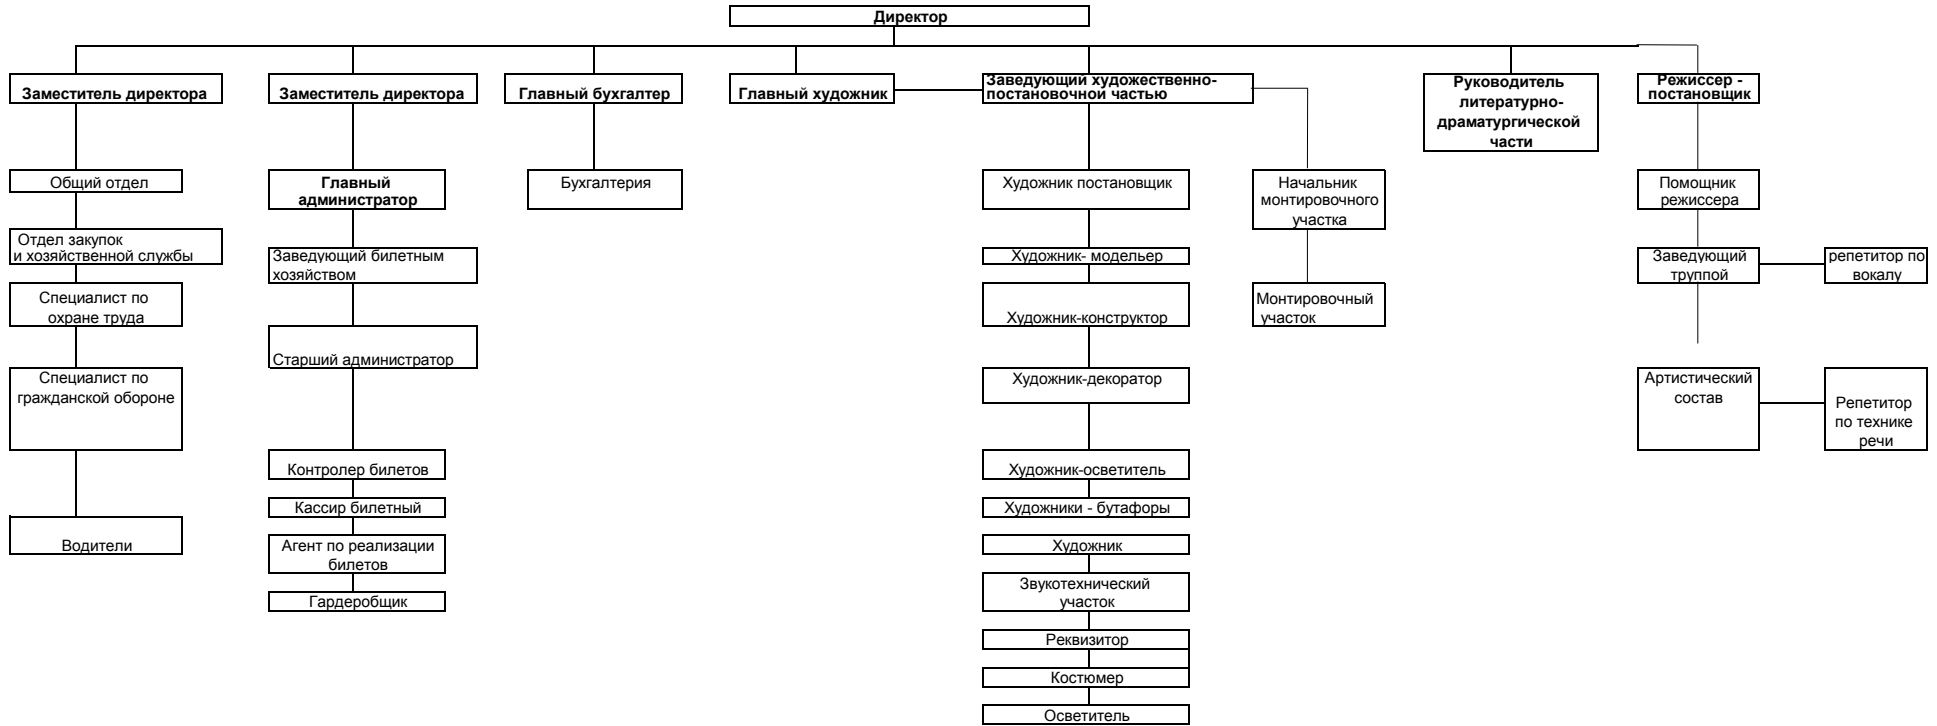 Директор
Заместитель директора
Заместитель директора
Главный бухгалтер
Главный художник
Заведующий художественно-
постановочной частью
Руководитель
литературно-
драматургической
части
Режиссер -
постановщик
Общий отдел
Отдел закупок
и хозяйственной службы
Специалист по
охране труда
Специалист по
гражданской обороне
Водители
Главный
администратор
Заведующий билетным
хозяйством
Старший администратор
Контролер билетов
Кассир билетный
Агент по реализации
билетов
Гардеробщик
Бухгалтерия
Художник постановщик
Художник- модельер
Художник-конструктор
Художник-декоратор
Художник-осветитель
Художники - бутафоры
Художник
Звукотехнический
участок
Реквизитор
Костюмер
Осветитель
Начальник
монтировочного
участка
Монтировочный
участок
Помощник
режиссера
Заведующий
труппой
репетитор по
вокалу
Артистический
состав
Репетитор
по технике
речи